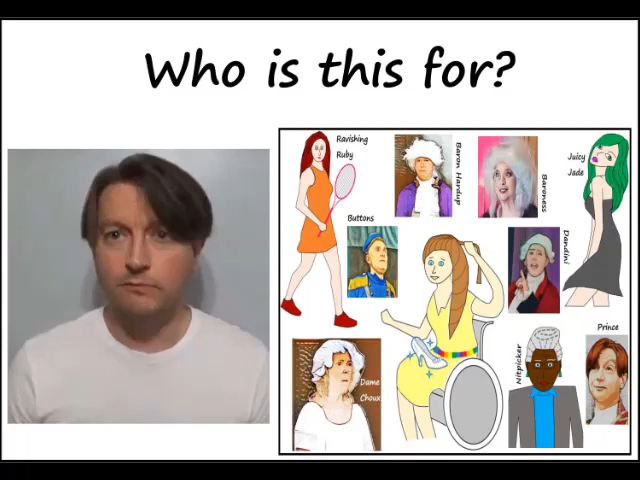 Who is this for?
Ravishing
Ruby
Baron Hardup
Baroness
Juicy
Jade
Buttons
Dandini
Dame
Choux
Nitpicker
Prince